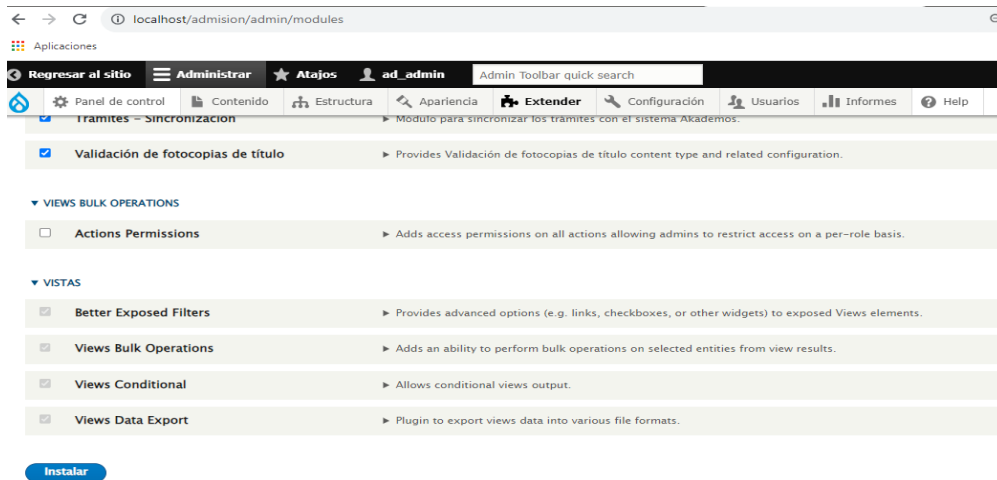 localhost/admision/admin/modules
Aplicaciones
Regresar al sitio Administrar Atajos ad_admin Admin Toolbar quick search
Panel de control Contenido Estructura Apariencia Extender Configuración Usuarios Informes Help
Tramites – Sincronización Modulo para sincronizar los trámites con el sistema Akademos.
Validación de fotocopias de título Provides Validación de fotocopias de título content type and related configuration.
VIEWS BULK OPERATIONS
Actions Permissions Adds access permissions on all actions allowing admins to restrict access on a per-role basis.
VISTAS
Better Exposed Filters Provides advanced options (e.g. links, checkboxes, or other widgets) to exposed Views elements.
Views Bulk Operations Adds an ability to perform bulk operations on selected entities from view results.
Views Conditional Allows conditional views output.
Views Data Export Plugin to export views data into various file formats.
Instalar